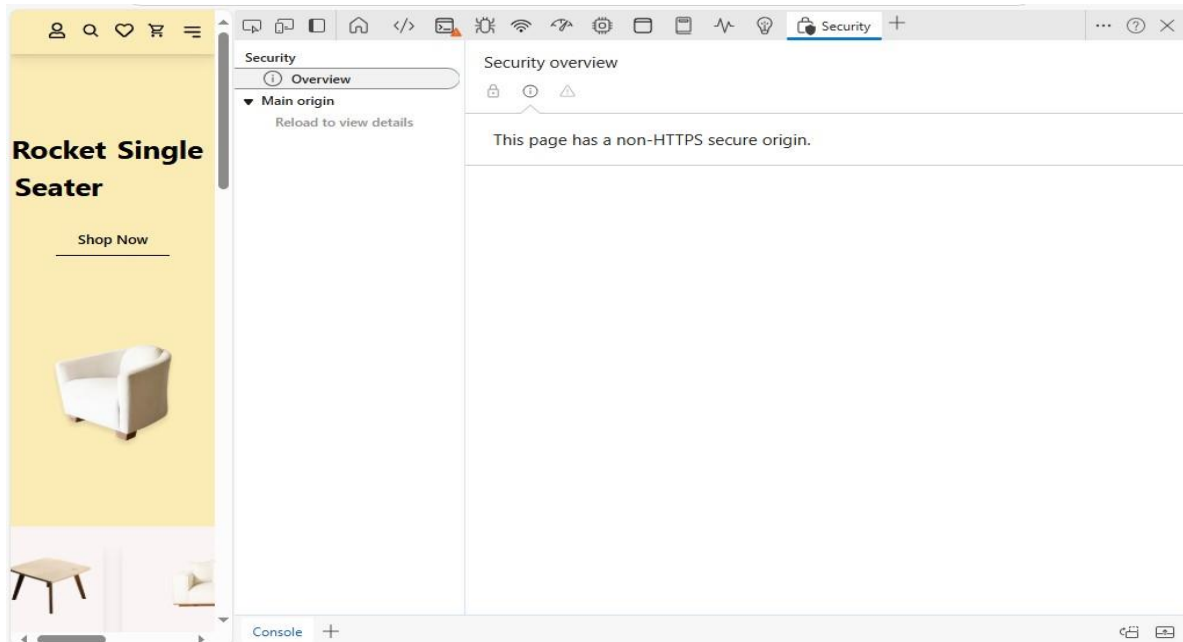 Rocket Single
Seater
Shop Now
Security
Security
Overview
Main origin
Reload to view details
Security overview
This page has a non-HTTPS secure origin.
Console